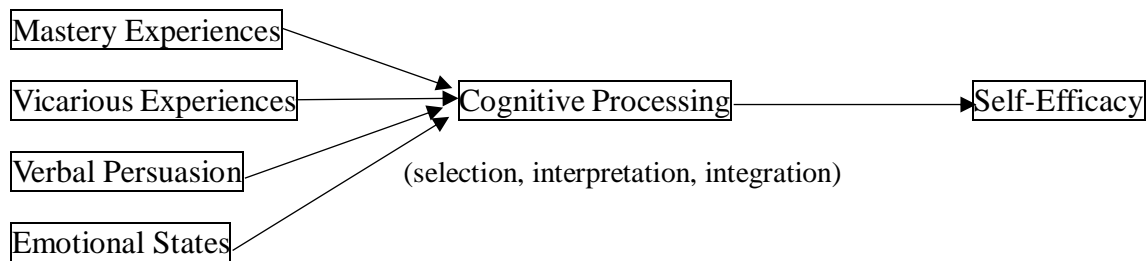 Mastery Experiences
Vicarious Experiences
Cognitive Processing
Self-Efficacy
Verbal Persuasion
(selection, interpretation, integration)
Emotional States